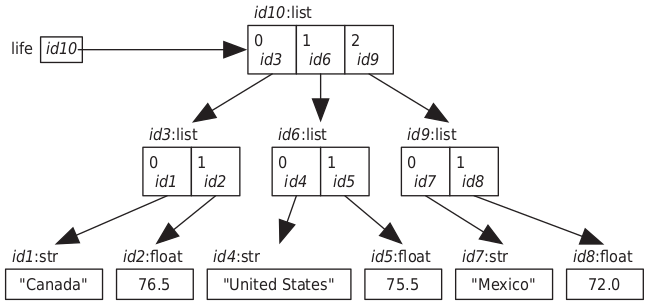 id10:list
life id10
0 1 2
id3 id6 id9
id3:list id6:list id9:list
0 1 0 1 0 1
id1 id2 id4 id5 id7 id8
id1:str id2:float id4:str id5:float id7:str id8:float
"Canada" 76.5 "United States" 75.5 "Mexico" 72.0